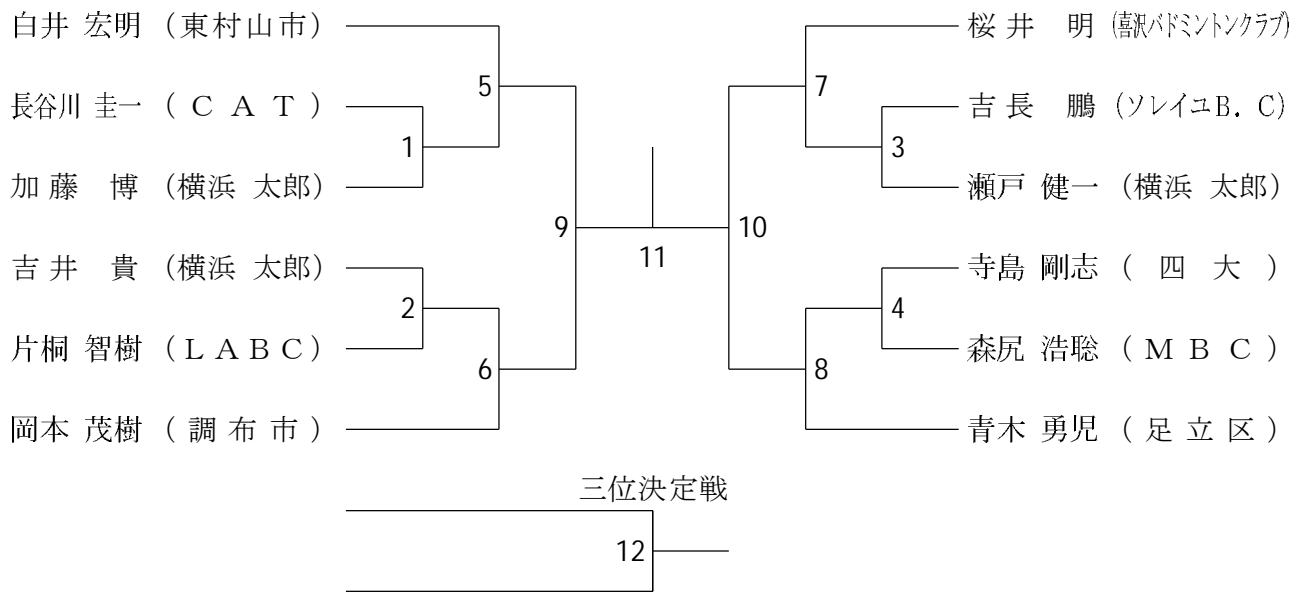 白井 宏明 (東村山市)
長谷川 圭一 (CAT)
加藤 博 (横浜 太郎)
吉井 貴 (横浜 太郎)
片桐 智樹 (LABC)
岡本 茂樹 (調布市)
5
1
9
2
6
11
桜井 明 (喜沢バドミントンクラブ)
吉長 鵬 (ソレイユB.C)
瀬戸 健一 (横浜 太郎)
寺島 剛志 (四大)
森尻 浩聡 (MBC)
青木 勇児 (足立区)
7
3
10
4
8
三位決定戦
12